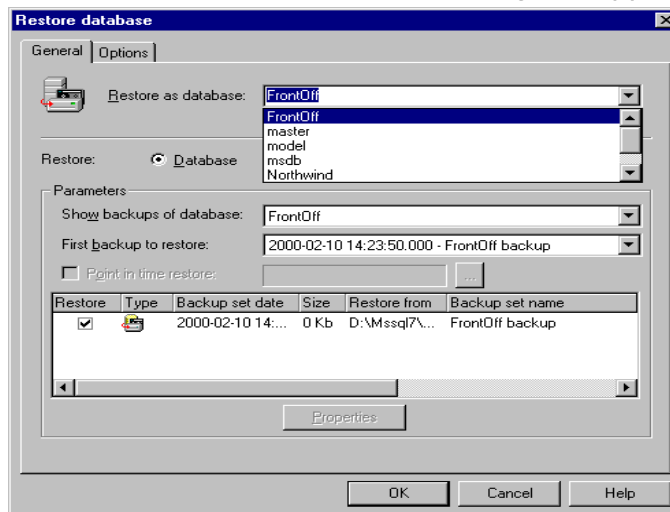 Restore database
General
Options
Restore as database:
FrontOff
FrontOff
master
model
msdb
Northwind
Restore:
Database
Parameters
Show backups of database:
FrontOff
First backup to restore:
2000-02-10 14:23:50.000 - FrontOff backup
Point in time restore:
...
Restore Type Backup set date Size Restore from Backup set name
2000-02-10 14:... 0 Kb D:\Mssql7\... FrontOff backup
Properties
OK Cancel Help